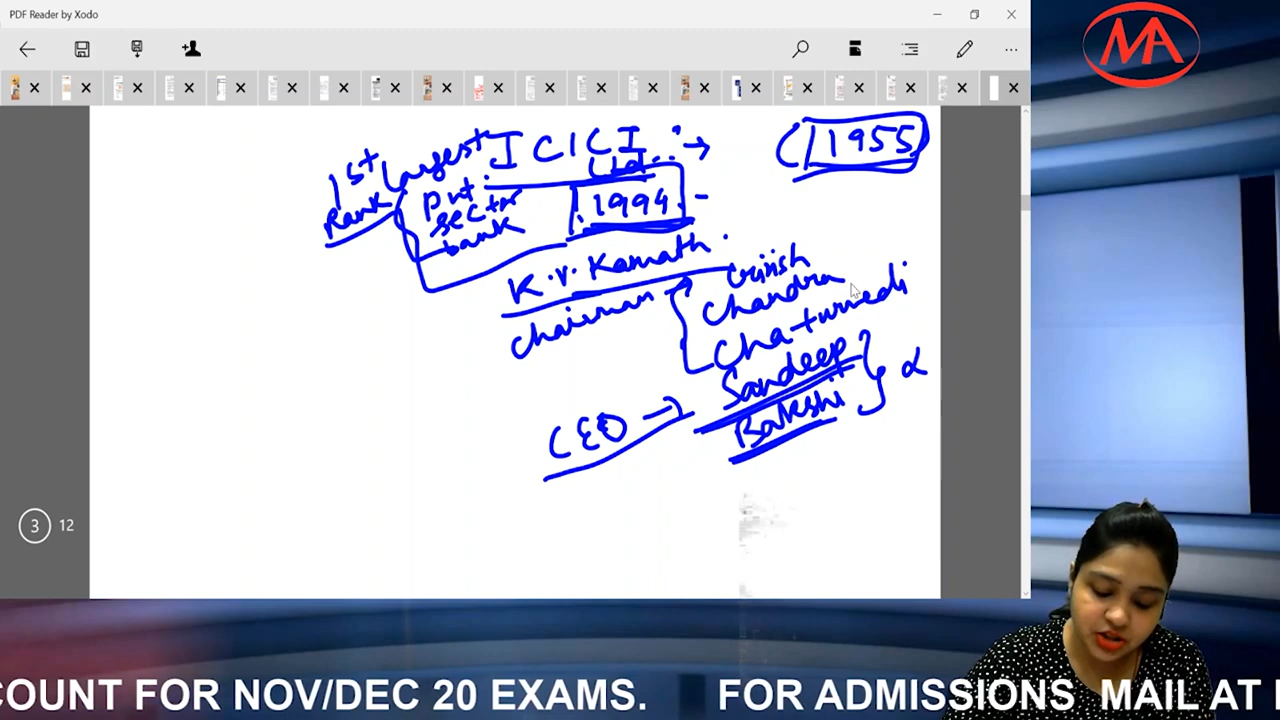 PDF Reader by Xodo
MA
ICICI → (1955
Ltd.
1st largest
Rank
pvt.
sector
bank
1994 -
K.V. Kamath
chairman → Girish
Chandra
Chaturvedi
CEO → Sandeep
Bakshi
3 12
COUNT FOR NOV/DEC 20 EXAMS. FOR ADMISSIONS MAIL AT